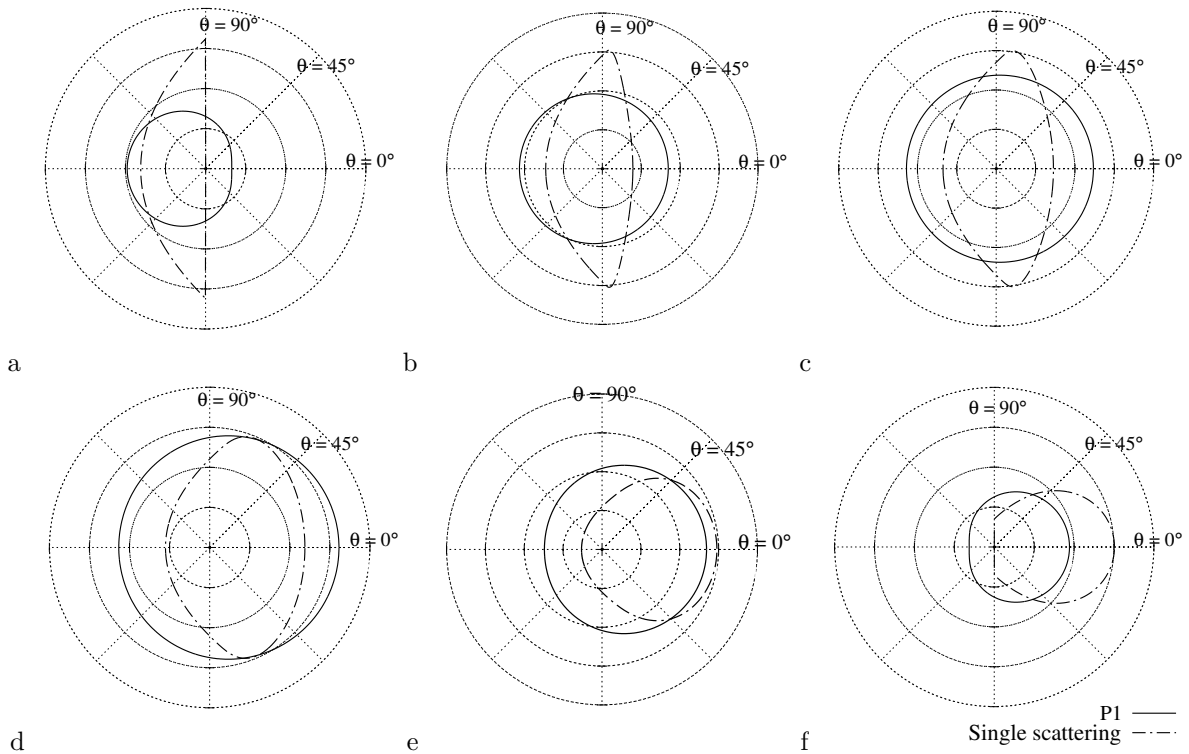 θ = 90°
θ = 45°
θ = 0°
θ = 90°
θ = 45°
θ = 0°
θ = 90°
θ = 45°
θ = 0°
a
b
c
θ = 90°
θ = 45°
θ = 0°
θ = 90°
θ = 45°
θ = 0°
θ = 90°
θ = 45°
θ = 0°
P1
Single scattering
d
e
f